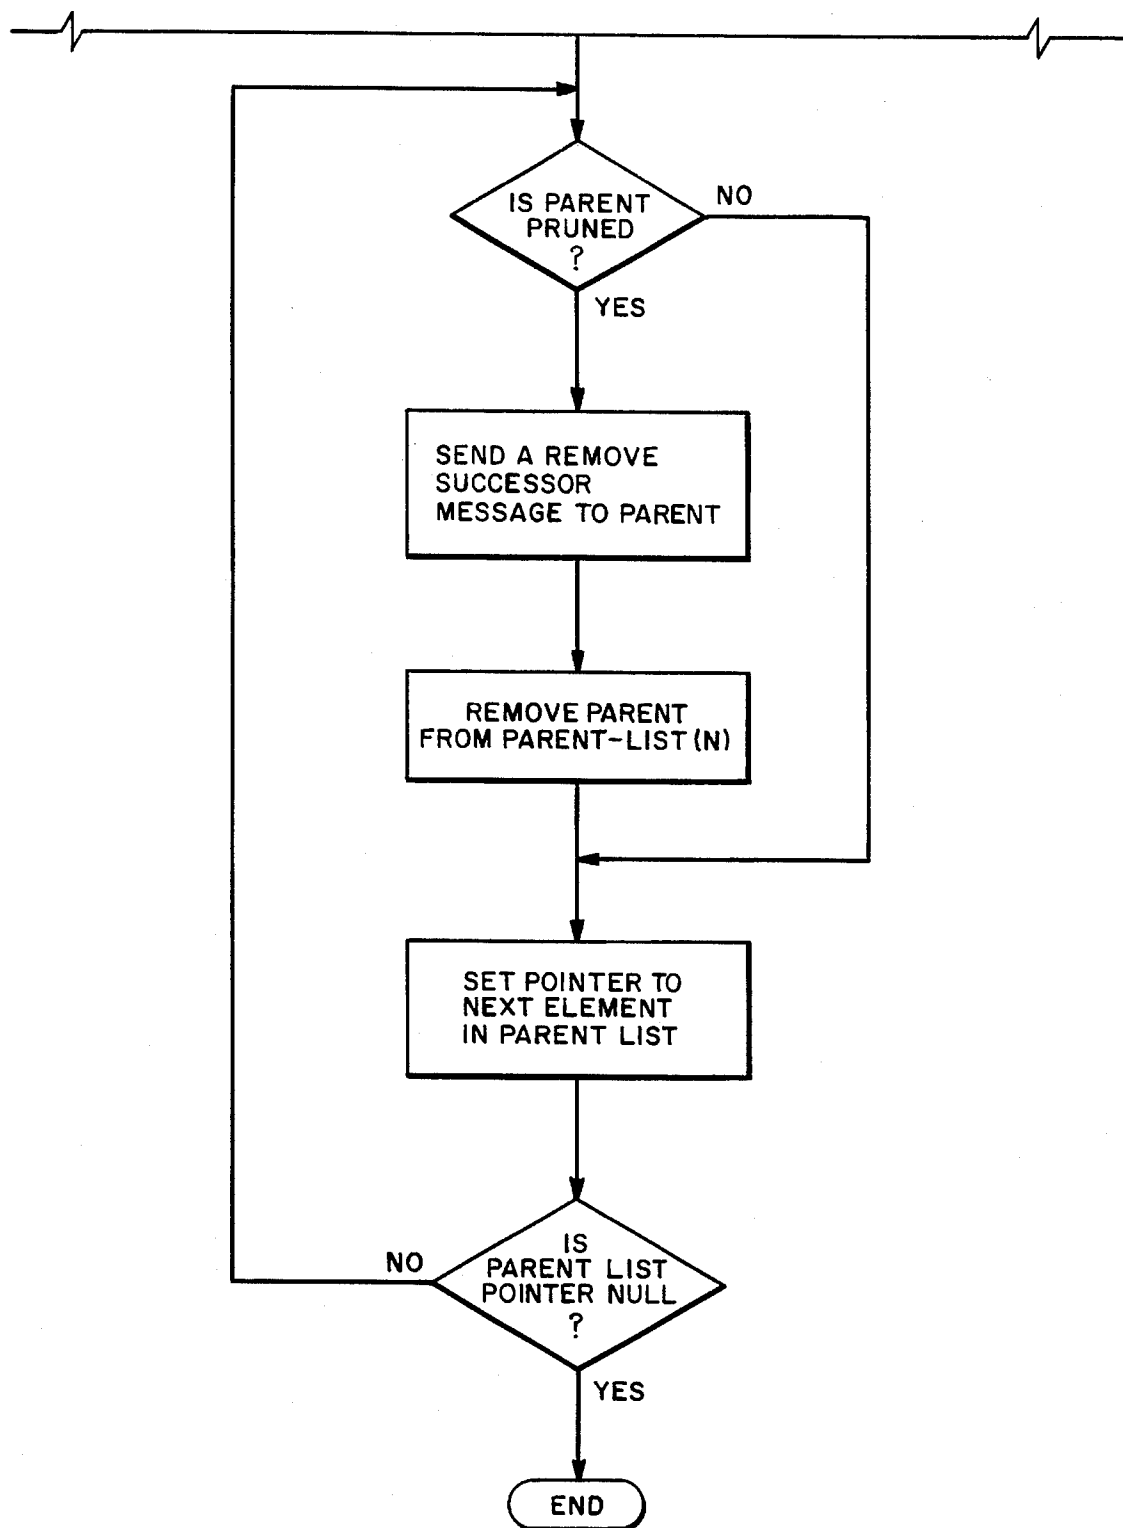 IS PARENT
PRUNED
?
NO
YES
SEND A REMOVE
SUCCESSOR
MESSAGE TO PARENT
REMOVE PARENT
FROM PARENT-LIST (N)
SET POINTER TO
NEXT ELEMENT
IN PARENT LIST
NO
IS
PARENT LIST
POINTER NULL
?
YES
END